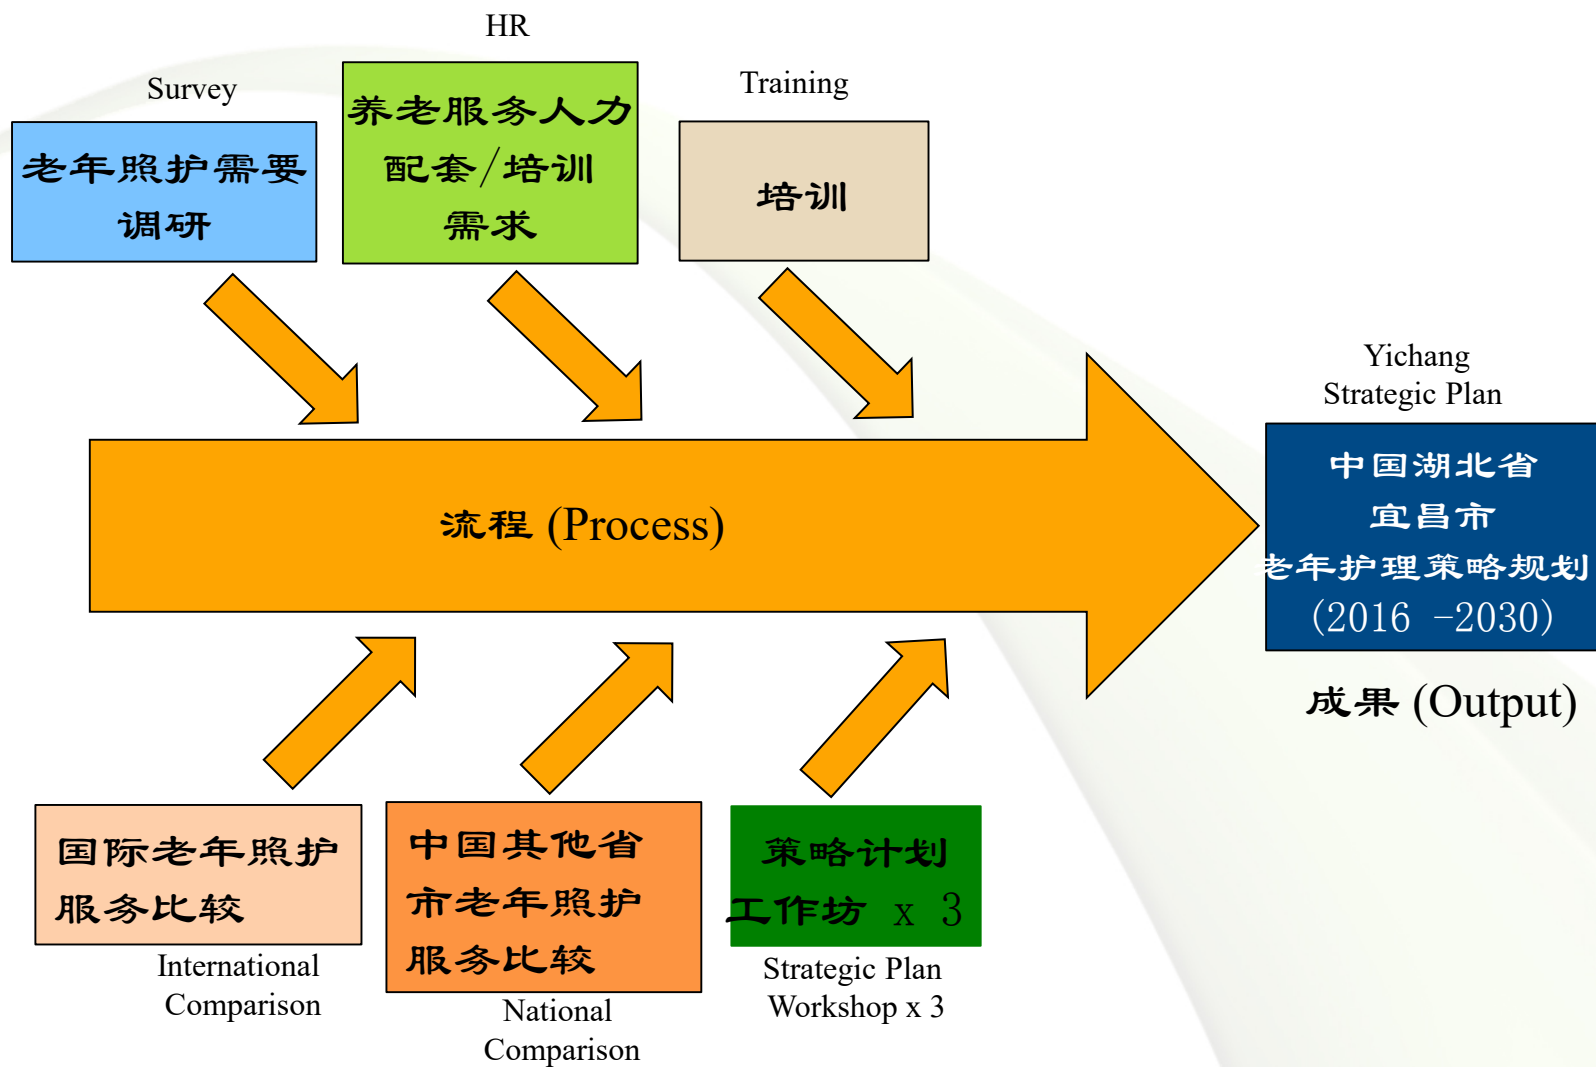 HR
Survey
Training
养老服务人力
配套/培训
需求
老年照护需要
调研
培训
Yichang
Strategic Plan
中国湖北省
宜昌市
老年护理策略规划
(2016 -2030)
流程 (Process)
成果 (Output)
国际老年照护
服务比较
International
Comparison
中国其他省
市老年照护
服务比较
National
Comparison
策略计划
工作坊 x 3
Strategic Plan
Workshop x 3